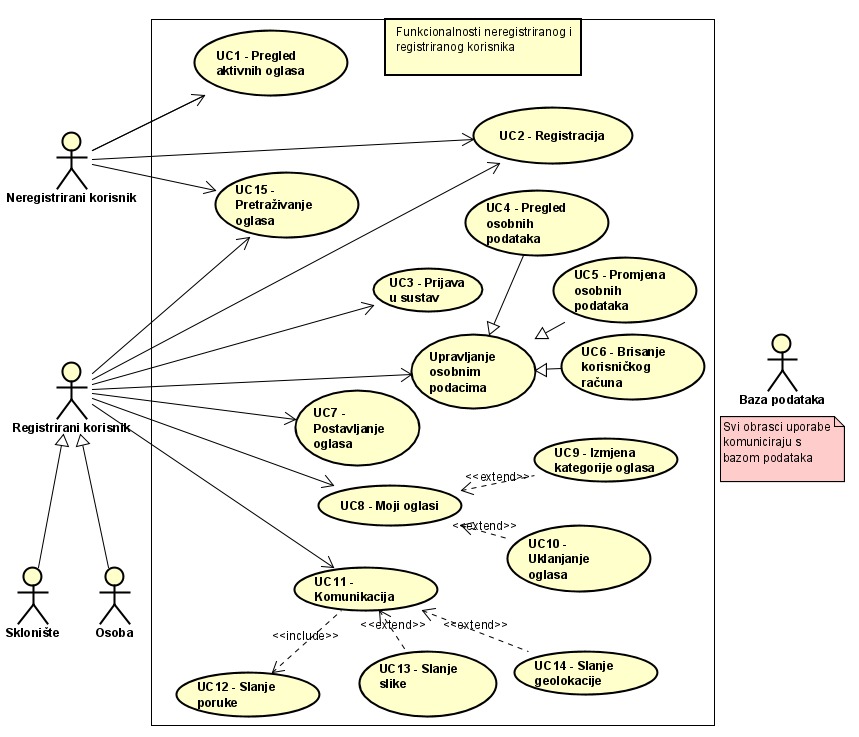 Funkcionalnosti neregistriranog i
registriranog korisnika
UC1 - Pregled
aktivnih oglasa
UC2 - Registracija
Neregistrirani korisnik
UC15 -
Pretraživanje
oglasa
UC4 - Pregled
osobnih
podataka
UC3 - Prijava
u sustav
UC5 - Promjena
osobnih
podataka
Upravljanje
osobnim
podacima
UC6 - Brisanje
korisničkog
računa
Baza podataka
Svi obrasci uporabe
komuniciraju s
bazom podataka
Registrirani korisnik
UC7 -
Postavljanje
oglasa
UC9 - Izmjena
kategorije oglasa
<<extend>>
UC8 - Moji oglasi
<<extend>>
UC10 -
Uklanjanje
oglasa
UC11 -
Komunikacija
Sklonište
Osoba
<<include>>
<<extend>>
<<extend>>
UC12 - Slanje
poruke
UC13 - Slanje
slike
UC14 - Slanje
geolokacije